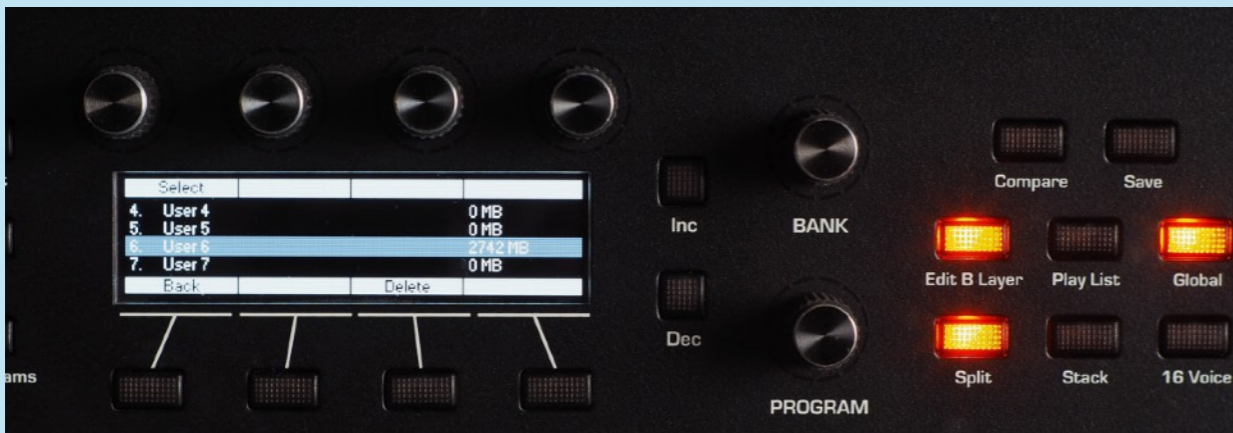 Select
4. User 4 0 MB
5. User 5 0 MB
6. User 6 2742 MB
7. User 7 0 MB
Back Delete
Inc
Dec
BANK
PROGRAM
Compare Save
Edit B Layer Play List Global
Split Stack 16 Voice